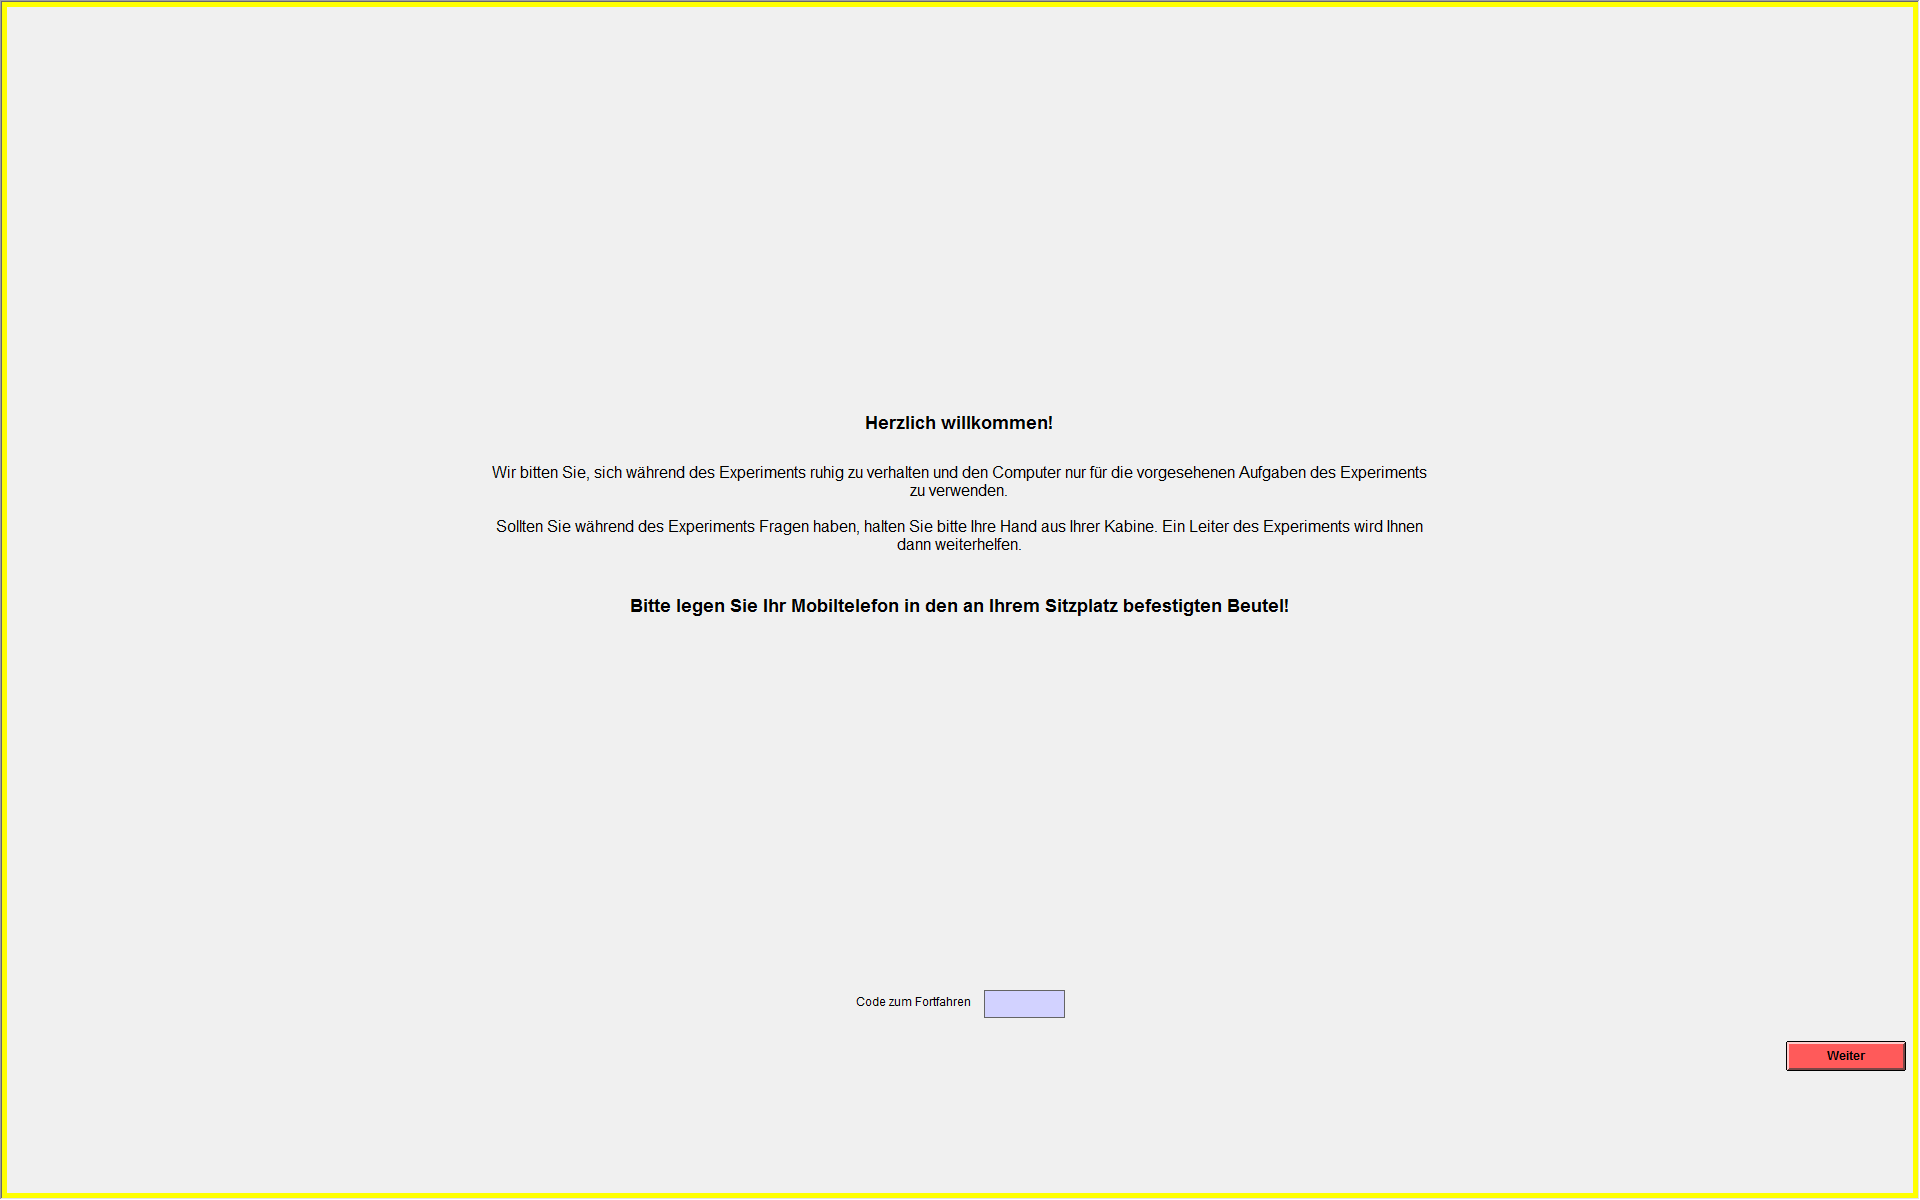 Herzlich willkommen!
Wir bitten Sie, sich während des Experiments ruhig zu verhalten und den Computer nur für die vorgesehenen Aufgaben des Experiments
zu verwenden.
Sollten Sie während des Experiments Fragen haben, halten Sie bitte Ihre Hand aus Ihrer Kabine. Ein Leiter des Experiments wird Ihnen
dann weiterhelfen.
Bitte legen Sie Ihr Mobiltelefon in den an Ihrem Sitzplatz befestigten Beutel!
Code zum Fortfahren
Weiter